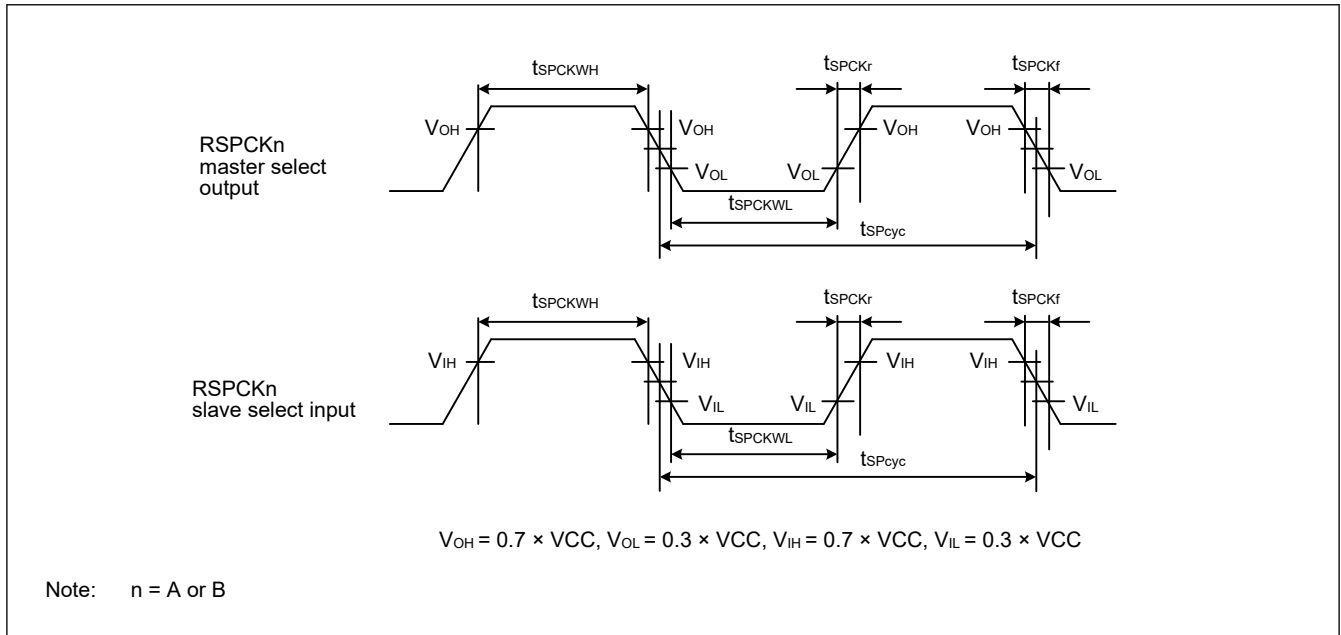 tSPCKWH
tSPCKr
tSPCKf
VOH
VOH
VOH
VOH
RSPCKn
master select
output
VOL
VOL
VOL
tSPCKWL
tSPcyc
tSPCKWH
tSPCKr
tSPCKf
VIH
VIH
VIH
VIH
RSPCKn
slave select input
VIL
VIL
VIL
tSPCKWL
tSPcyc
VOH = 0.7 × VCC, VOL = 0.3 × VCC, VIH = 0.7 × VCC, VIL = 0.3 × VCC
Note: n = A or B